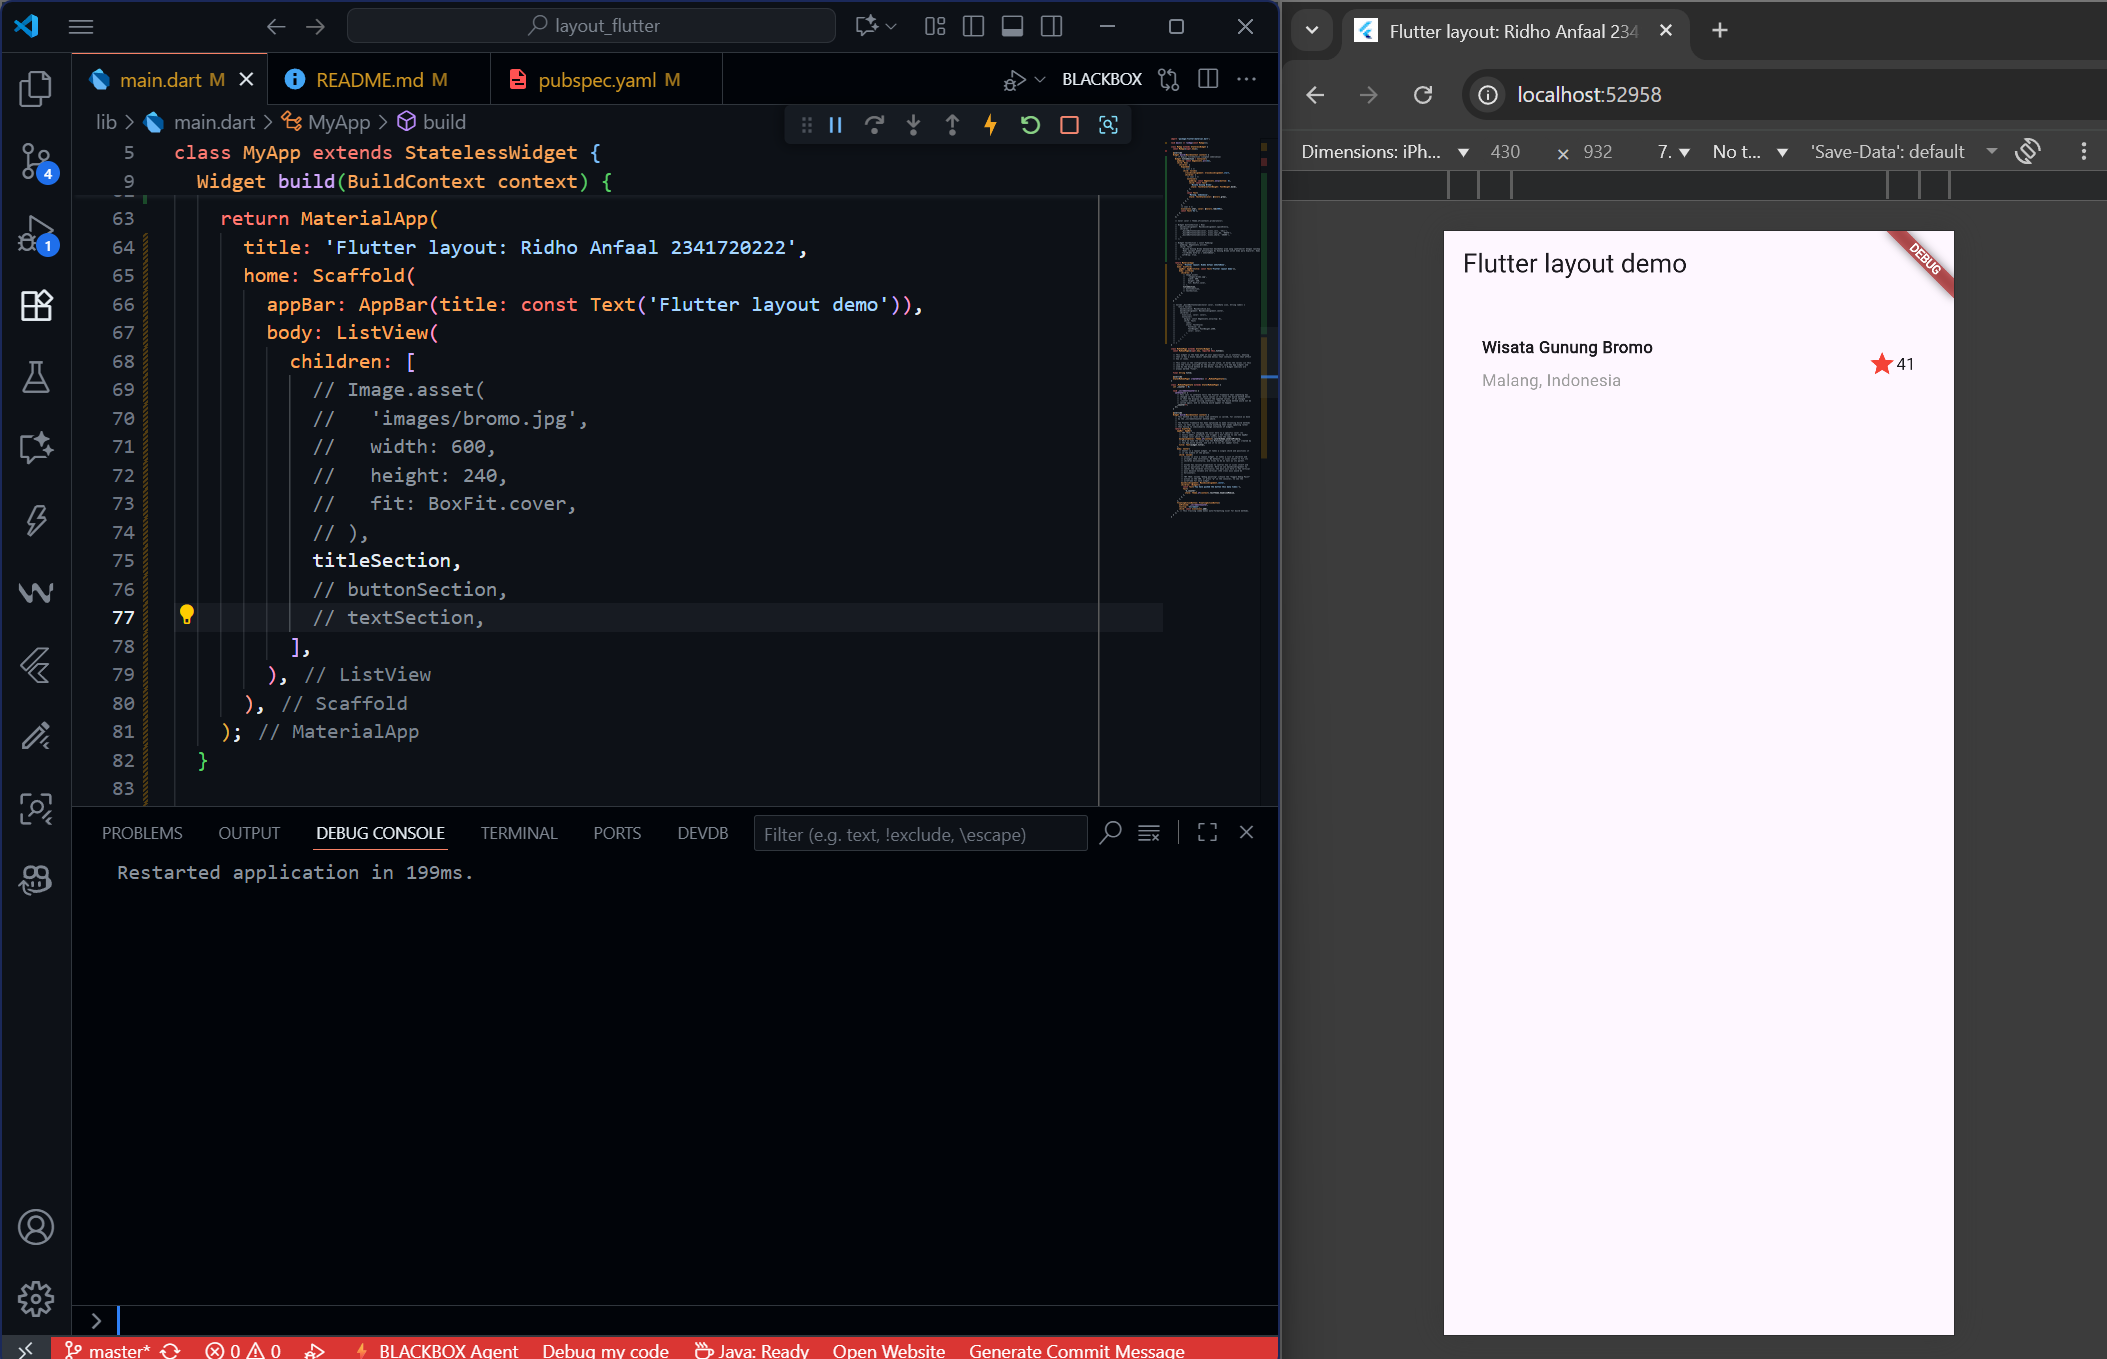 layout_flutter
main.dart M
README.md M
pubspec.yaml M
BLACKBOX
lib > main.dart > MyApp > build
5 class MyApp extends StatelessWidget {
9 Widget build(BuildContext context) {
63 return MaterialApp(
64 title: 'Flutter layout: Ridho Anfaal 2341720222',
65 home: Scaffold(
66 appBar: AppBar(title: const Text('Flutter layout demo')),
67 body: ListView(
68 children: [
69 // Image.asset(
70 //   'images/bromo.jpg',
71 //   width: 600,
72 //   height: 240,
73 //   fit: BoxFit.cover,
74 // ),
75 titleSection,
76 // buttonSection,
77 // textSection,
78 ],
79 ), // ListView
80 ), // Scaffold
81 ); // MaterialApp
82 }
83
4
1
PROBLEMS OUTPUT DEBUG CONSOLE TERMINAL PORTS DEVDB
Filter (e.g. text, !exclude, \escape)
Restarted application in 199ms.
master* 0 0 BLACKBOX Agent Debug my code Java: Ready Open Website Generate Commit Message
Flutter layout: Ridho Anfaal 234
localhost:52958
Dimensions: iPh... 430 × 932 7. No t... 'Save-Data': default
Flutter layout demo
DEBUG
Wisata Gunung Bromo
41
Malang, Indonesia